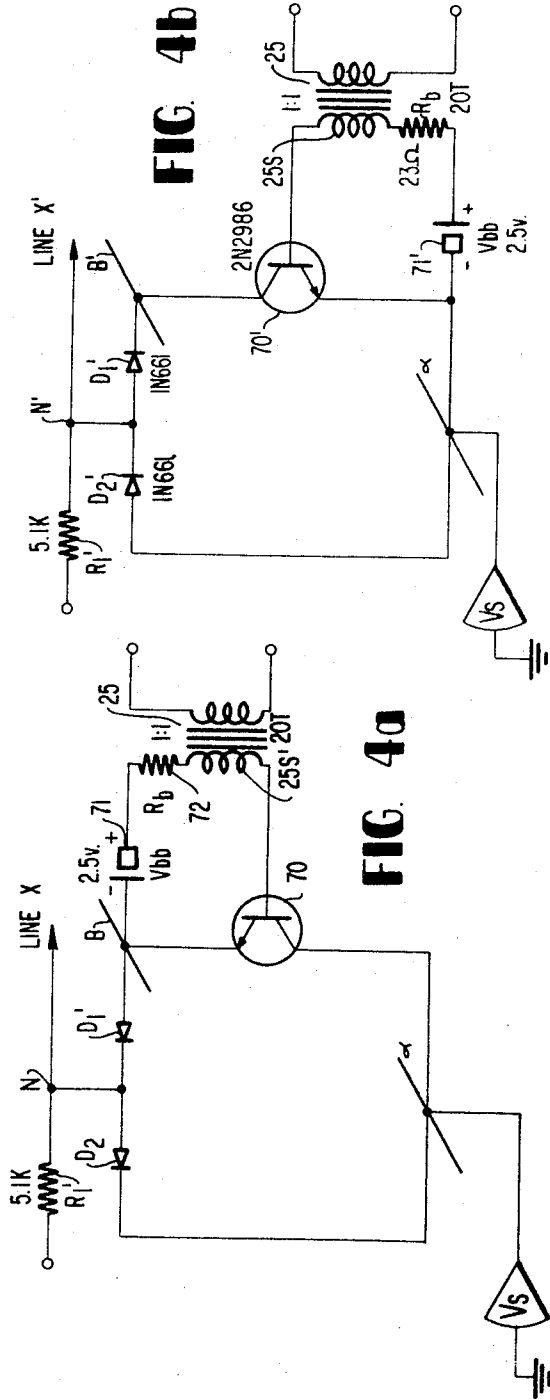 FIG. 4a
5.1K
R1'
N
LINE X
D2
D1'
B
2.5v.
-
+
71
Vbb
Rb
72
1:1
25
25S'
20T
70
α
Vs
FIG. 4b
5.1K
R1'
N'
LINE X'
D2'
D1'
B'
IN661
IN661
2N2986
70'
25S
1:1
25
23Ω
Rb
20T
71'
-
+
Vbb
2.5v.
α
Vs